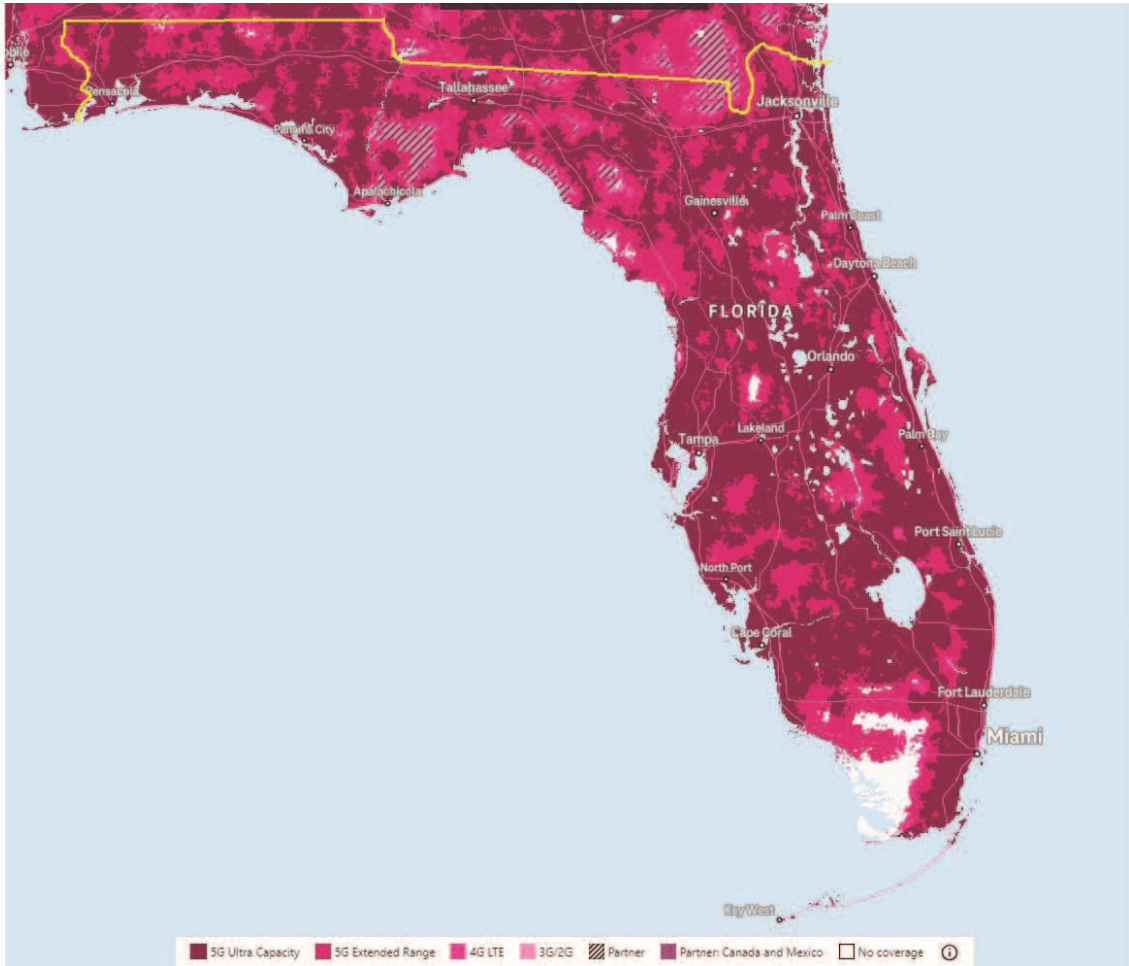 obile
Pensacola
Tallahassee
Jacksonville
Panama City
Apalachicola
Gainesville
Palm Coast
Daytona Beach
FLORIDA
Orlando
Lakeland
Tampa
Palm Bay
Port Saint Lucie
North Port
Cape Coral
Fort Lauderdale
Miami
Key West
5G Ultra Capacity 5G Extended Range 4G LTE 3G/2G Partner Partner: Canada and Mexico No coverage